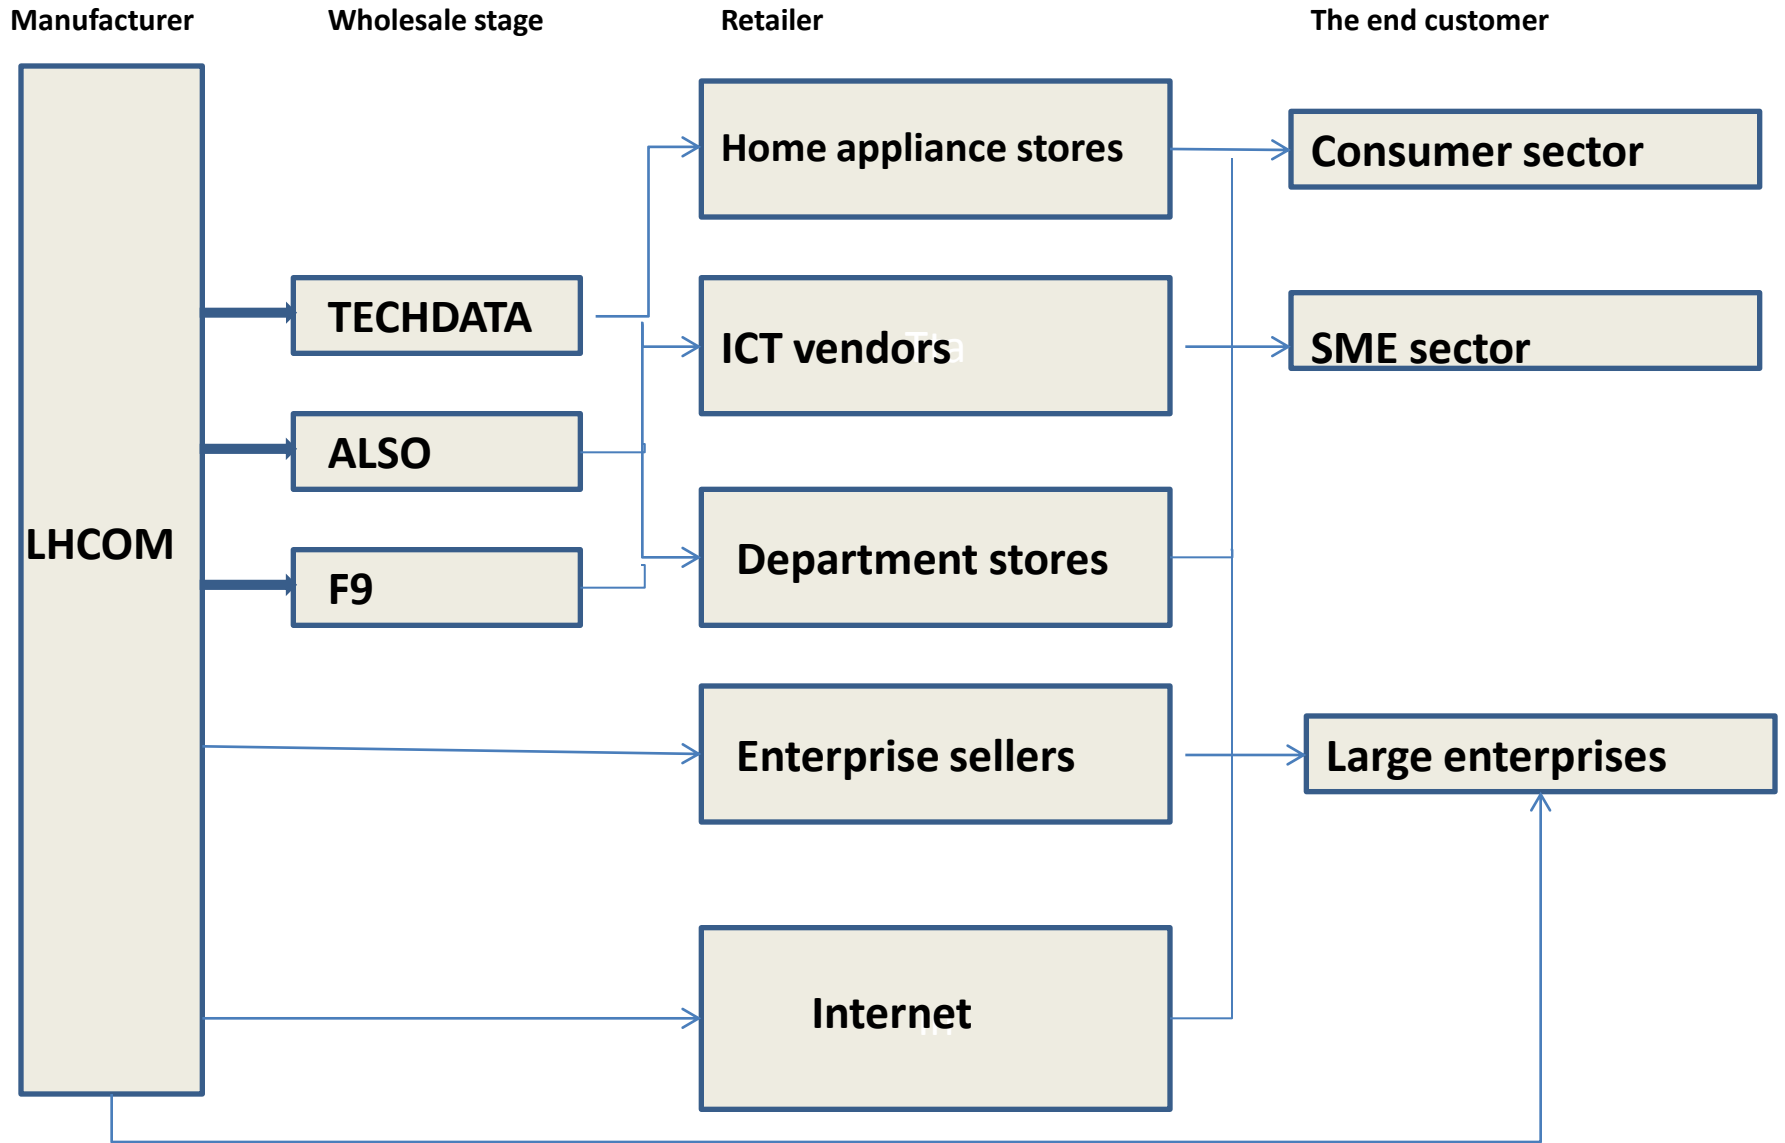 Manufacturer
Wholesale stage
Retailer
The end customer
Home appliance stores
Consumer sector
TECHDATA
ICT vendors
SME sector
ALSO
LHCOM
Department stores
F9
Enterprise sellers
Large enterprises
Internet